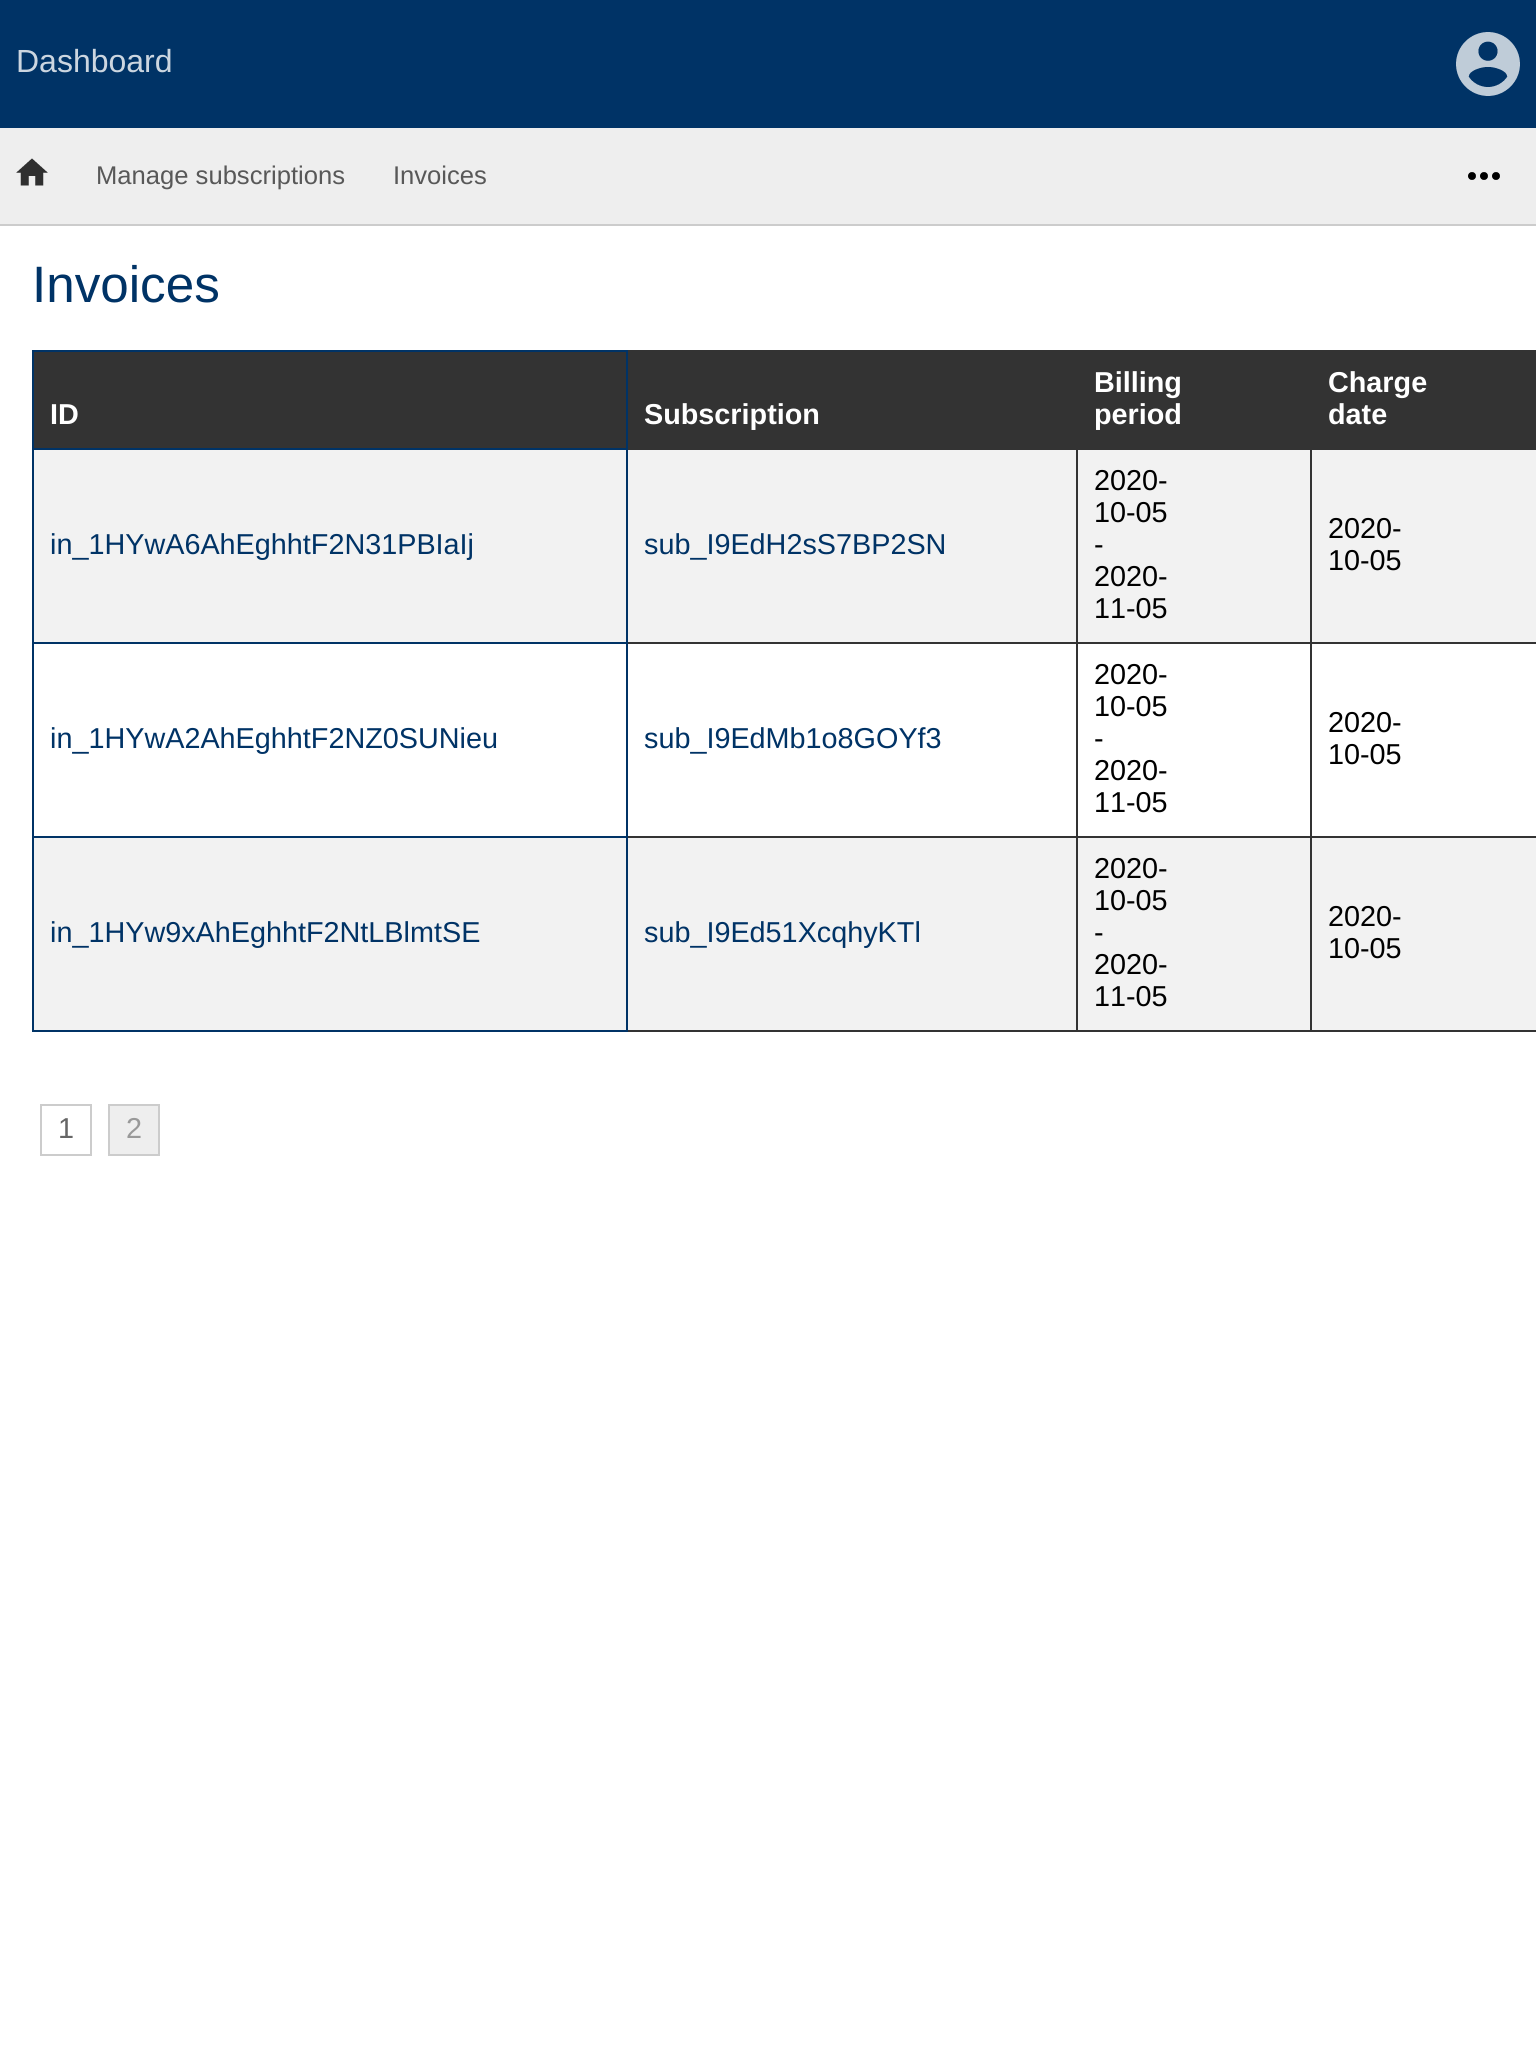 Dashboard
Manage subscriptions Invoices
Invoices
ID Subscription Billing period Charge date
in_1HYwA6AhEghhtF2N31PBIaIj sub_I9EdH2sS7BP2SN 2020-10-05 - 2020-11-05 2020-10-05
in_1HYwA2AhEghhtF2NZ0SUNieu sub_I9EdMb1o8GOYf3 2020-10-05 - 2020-11-05 2020-10-05
in_1HYw9xAhEghhtF2NtLBlmtSE sub_I9Ed51XcqhyKTl 2020-10-05 - 2020-11-05 2020-10-05
1 2